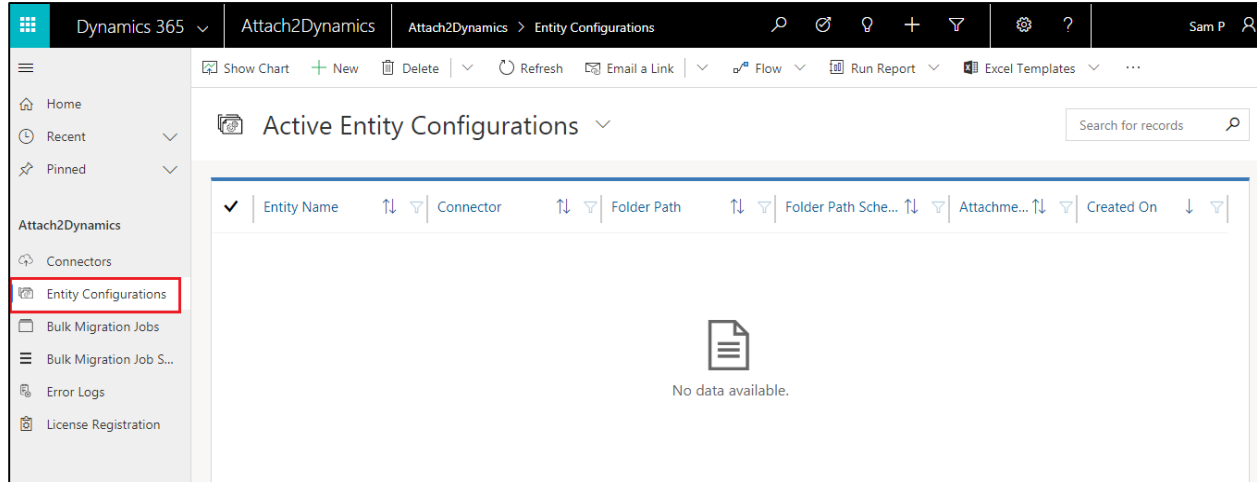 Dynamics 365 Attach2Dynamics Attach2Dynamics > Entity Configurations Sam P
Show Chart New Delete Refresh Email a Link Flow Run Report Excel Templates ...
Home
Recent
Pinned
Attach2Dynamics
Connectors
Entity Configurations
Bulk Migration Jobs
Bulk Migration Job S...
Error Logs
License Registration
Active Entity Configurations
Search for records
Entity Name Connector Folder Path Folder Path Sche... Attachme... Created On
No data available.